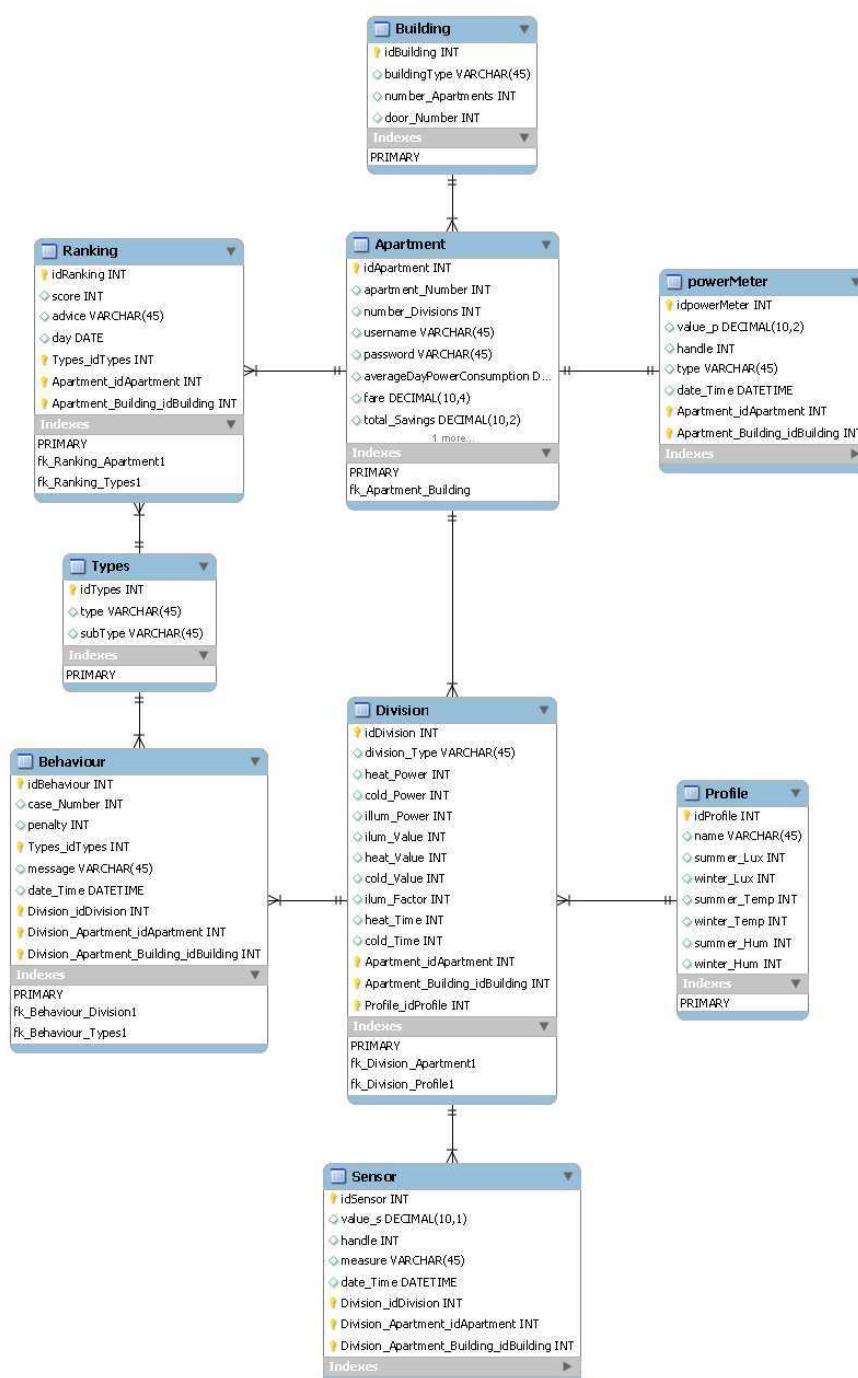 Building
idBuilding INT
buildingType VARCHAR(45)
number_Apartments INT
door_Number INT
Indexes
PRIMARY
Ranking
idRanking INT
score INT
advice VARCHAR(45)
day DATE
Types_idTypes INT
Apartment_idApartment INT
Apartment_Building_idBuilding INT
Indexes
PRIMARY
fk_Ranking_Apartment1
fk_Ranking_Types1
Apartment
idApartment INT
apartment_Number INT
number_Divisions INT
username VARCHAR(45)
password VARCHAR(45)
averageDayPowerConsumption D...
fare DECIMAL(10,4)
total_Savings DECIMAL(10,2)
1 more...
Indexes
PRIMARY
fk_Apartment_Building
powerMeter
idpowerMeter INT
value_p DECIMAL(10,2)
handle INT
type VARCHAR(45)
date_Time DATETIME
Apartment_idApartment INT
Apartment_Building_idBuilding INT
Indexes
Types
idTypes INT
type VARCHAR(45)
subType VARCHAR(45)
Indexes
PRIMARY
Behaviour
idBehaviour INT
case_Number INT
penalty INT
Types_idTypes INT
message VARCHAR(45)
date_Time DATETIME
Division_idDivision INT
Division_Apartment_idApartment INT
Division_Apartment_Building_idBuilding INT
Indexes
PRIMARY
fk_Behaviour_Division1
fk_Behaviour_Types1
Division
idDivision INT
division_Type VARCHAR(45)
heat_Power INT
cold_Power INT
illum_Power INT
ilum_Value INT
heat_Value INT
cold_Value INT
ilum_Factor INT
heat_Time INT
cold_Time INT
Apartment_idApartment INT
Apartment_Building_idBuilding INT
Profile_idProfile INT
Indexes
PRIMARY
fk_Division_Apartment1
fk_Division_Profile1
Profile
idProfile INT
name VARCHAR(45)
summer_Lux INT
winter_Lux INT
summer_Temp INT
winter_Temp INT
summer_Hum INT
winter_Hum INT
Indexes
PRIMARY
Sensor
idSensor INT
value_s DECIMAL(10,1)
handle INT
measure VARCHAR(45)
date_Time DATETIME
Division_idDivision INT
Division_Apartment_idApartment INT
Division_Apartment_Building_idBuilding INT
Indexes